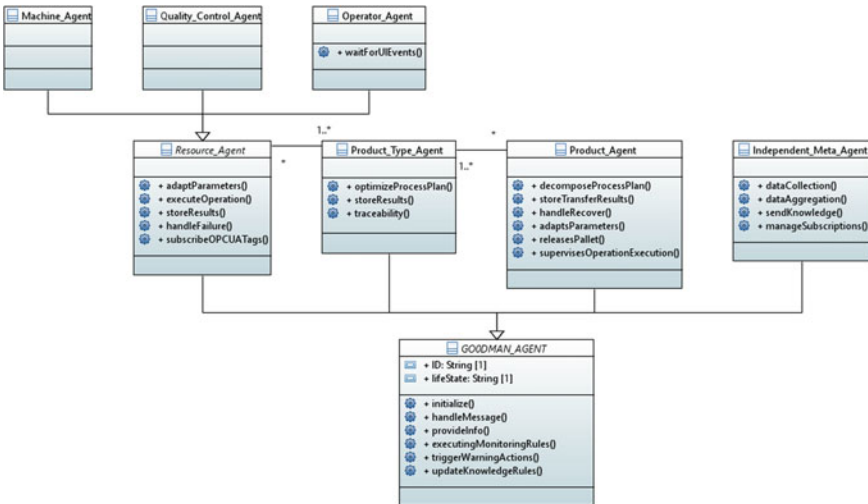 Machine_Agent
Quality_Control_Agent
Operator_Agent
+ waitForUIEvents()
Resource_Agent
+ adaptParameters()
+ executeOperation()
+ storeResults()
+ handleFailure()
+ subscribeOPCUATags()
1..*
*
Product_Type_Agent
+ optimizeProcessPlan()
+ storeResults()
+ traceability()
*
1..*
Product_Agent
+ decomposeProcessPlan()
+ storeTransferResults()
+ handleRecover()
+ adaptsParameters()
+ releasesPallet()
+ supervisesOperationExecution()
Independent_Meta_Agent
+ dataCollection()
+ dataAggregation()
+ sendKnowledge()
+ manageSubscriptions()
GO0DMAN_AGENT
+ ID: String [1]
+ lifeState: String [1]
+ initialize()
+ handleMessage()
+ provideInfo()
+ executingMonitoringRules()
+ triggerWarningActions()
+ updateKnowledgeRules()